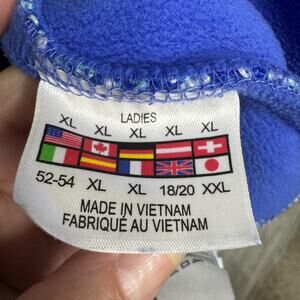 LADIES
XL XL XL XL XL
52-54 XL XL 18/20 XXL
MADE IN VIETNAM
FABRIQUÉ AU VIETNAM